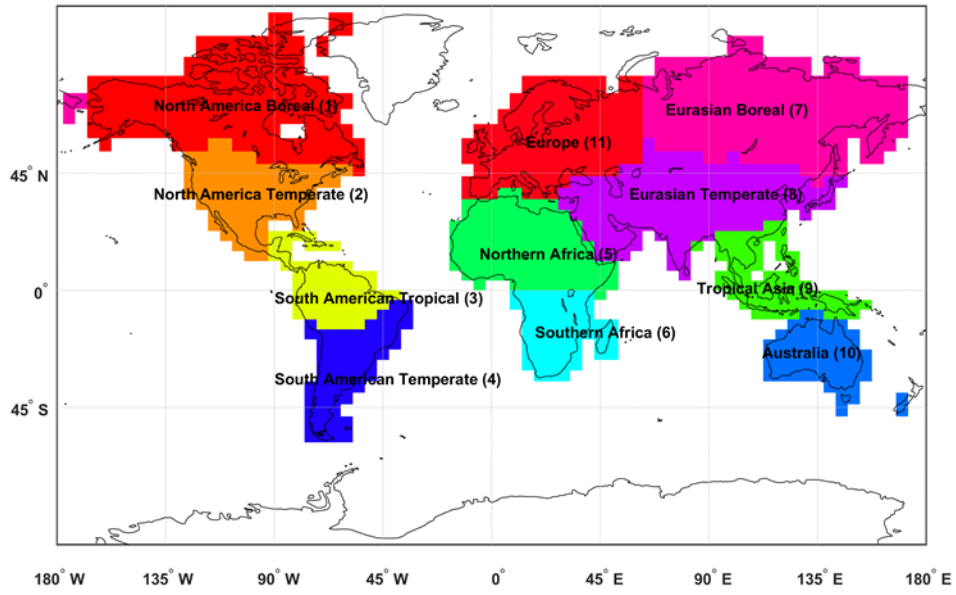 North America Boreal (1)
Eurasian Boreal (7)
Europe (11)
45° N
North America Temperate (2)
Eurasian Temperate (8)
Northern Africa (5)
0°
South American Tropical (3)
Tropical Asia (9)
Southern Africa (6)
Australia (10)
South American Temperate (4)
45° S
180° W 135° W 90° W 45° W 0° 45° E 90° E 135° E 180° E